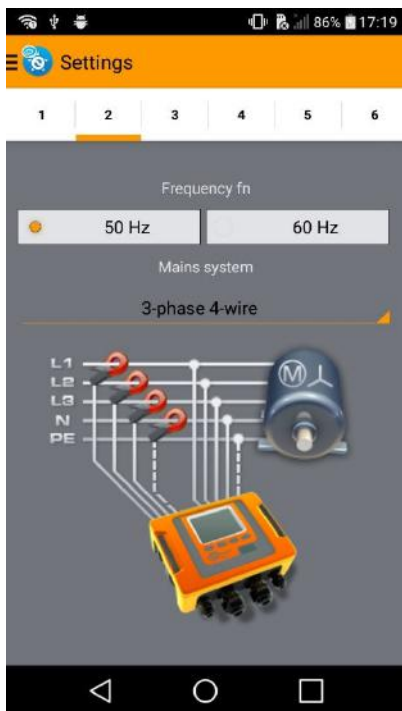 86% 17:19
Settings
1 2 3 4 5 6
Frequency fn
50 Hz 60 Hz
Mains system
3-phase 4-wire
L1
L2
L3
N
PE
M